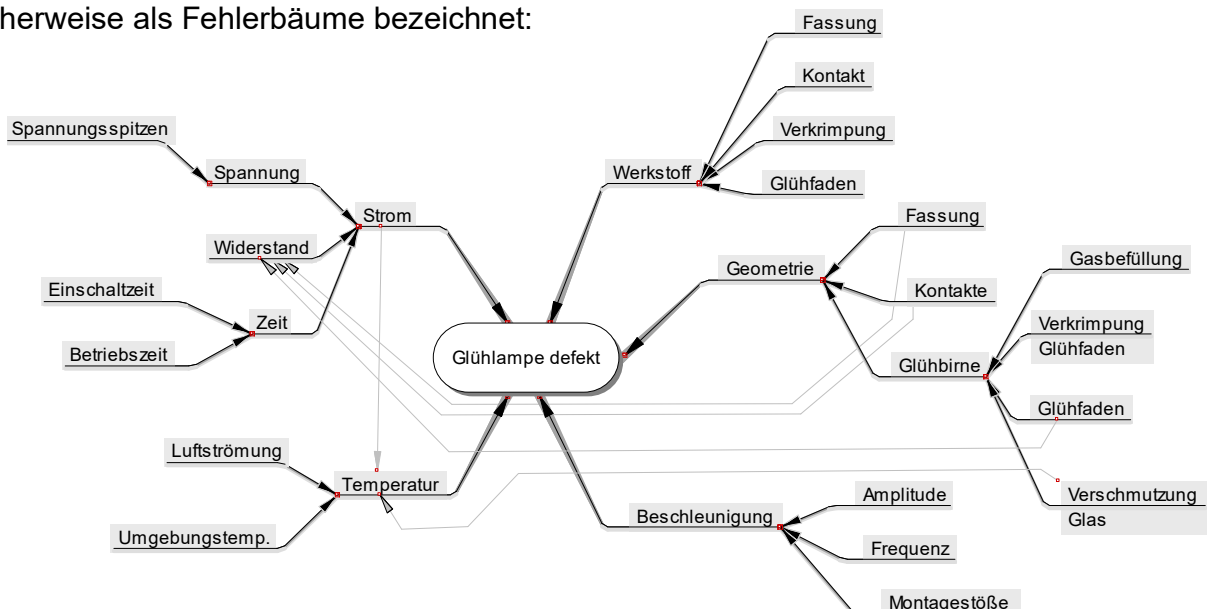 herweise als Fehlerbäume bezeichnet:
Fassung
Kontakt
Verkrimpung
Glühfaden
Werkstoff
Spannungsspitzen
Spannung
Strom
Widerstand
Einschaltzeit
Zeit
Betriebszeit
Fassung
Geometrie
Kontakte
Gasbefüllung
Verkrimpung
Glühfaden
Glühbirne
Glühfaden
Verschmutzung
Glas
Glühlampe defekt
Luftströmung
Temperatur
Umgebungstemp.
Beschleunigung
Amplitude
Frequenz
Montagestöße